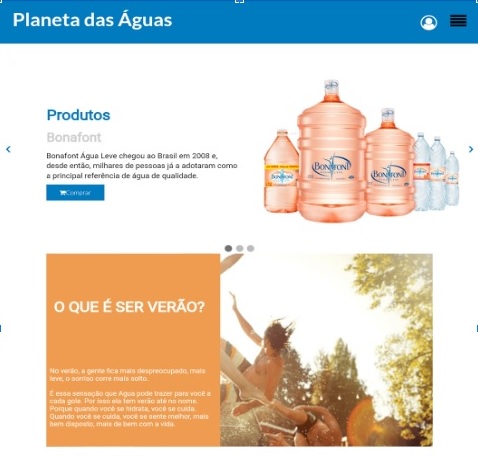 Planeta das Águas
Produtos
Bonafont
Bonafont Água Leve chegou ao Brasil em 2008 e,
desde então, milhares de pessoas já a adotaram como
a principal referência de água de qualidade.
Comprar
BONAFONT
BONAFONT
BONAFONT
O QUE É SER VERÃO?
No verão, a gente fica mais despreocupado, mais
leve, o sorriso corre mais solto.
E essa sensação que Agua pode trazer para você a
cada gole. Por isso ela tem verão até no nome.
Porque quando você se hidrata, você se cuida.
Quando você se cuida, você se sente melhor, mais
bem disposto, mais de bem com a vida.